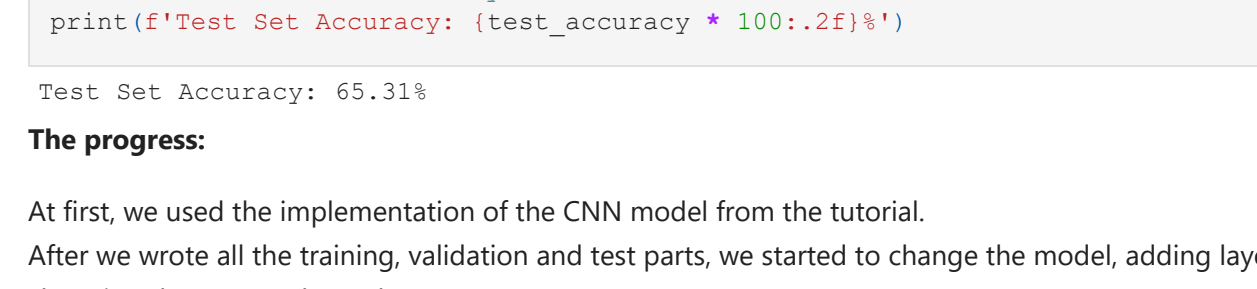 print(f'Test Set Accuracy: {test_accuracy * 100:.2f}%')
Test Set Accuracy: 65.31%
The progress:
At first, we used the implementation of the CNN model from the tutorial.
After we wrote all the training, validation and test parts, we started to change the model, adding